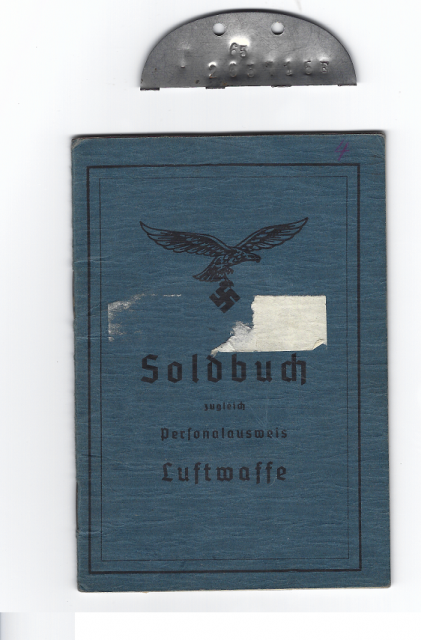 Soldbuch
zugleich
Personalausweis
Luftwaffe